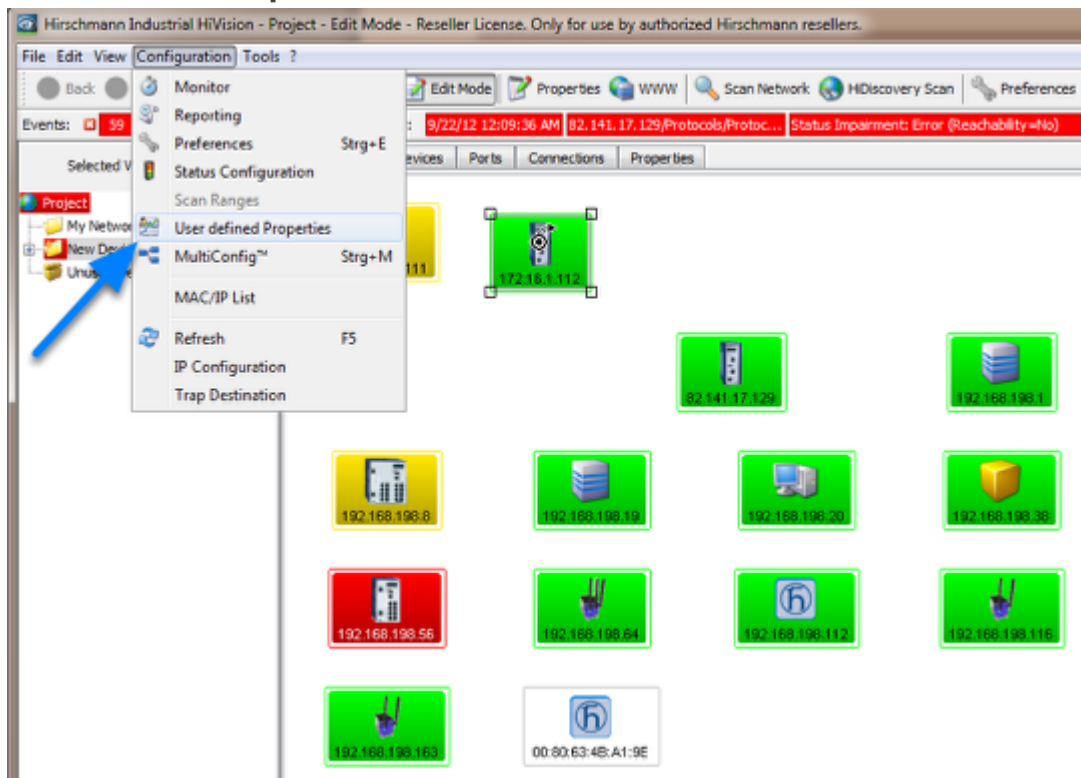 Hirschmann Industrial HiVision - Project - Edit Mode - Reseller License. Only for use by authorized Hirschmann resellers.
File Edit View Configuration Tools ?
Back Edit Mode Properties WWW Scan Network HiDiscovery Scan Preferences
Events: 59 : 9/22/12 12:09:36 AM 82.141.17.129/Protocols/Protoc... Status Impairment: Error (Reachability=No)
Selected V evices Ports Connections Properties
Monitor
Reporting
Preferences Strg+E
Status Configuration
Scan Ranges
User defined Properties
MultiConfig™ Strg+M
MAC/IP List
Refresh F5
IP Configuration
Trap Destination
Project
My Networ
New Devi
Unus
111
172.16.1.112
82.141.17.129
192.168.198.1
192.168.198.8
192.168.198.19
192.168.198.20
192.168.198.38
192.168.198.56
192.168.198.64
192.168.198.112
192.168.198.116
192.168.198.163
00:80:63:4B:A1:9E